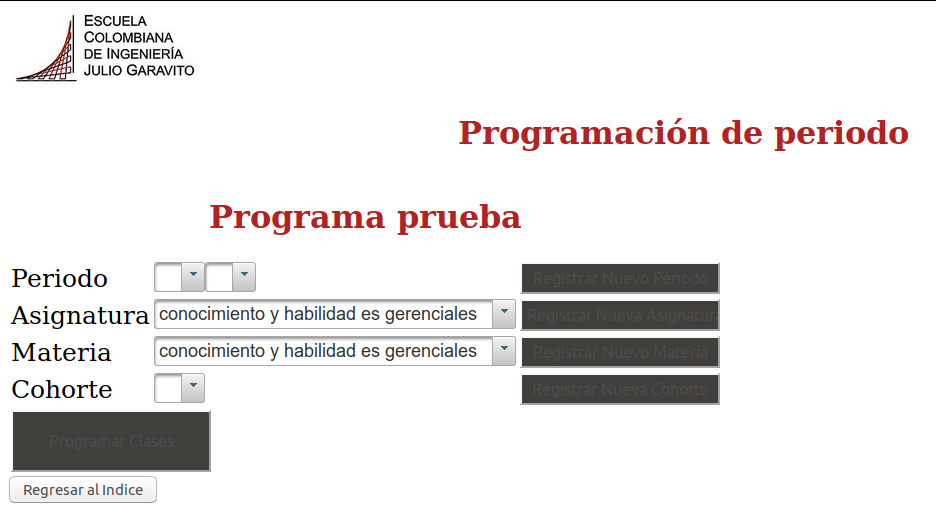 ESCUELA
COLOMBIANA
DE INGENIERÍA
JULIO GARAVITO
Programación de periodo
Programa prueba
Periodo Registrar Nuevo Periodo
Asignatura conocimiento y habilidad es gerenciales Registrar Nueva Asignatura
Materia conocimiento y habilidad es gerenciales Registrar Nuevo Materia
Cohorte Registrar Nueva Cohorte
Programar Clases
Regresar al Indice